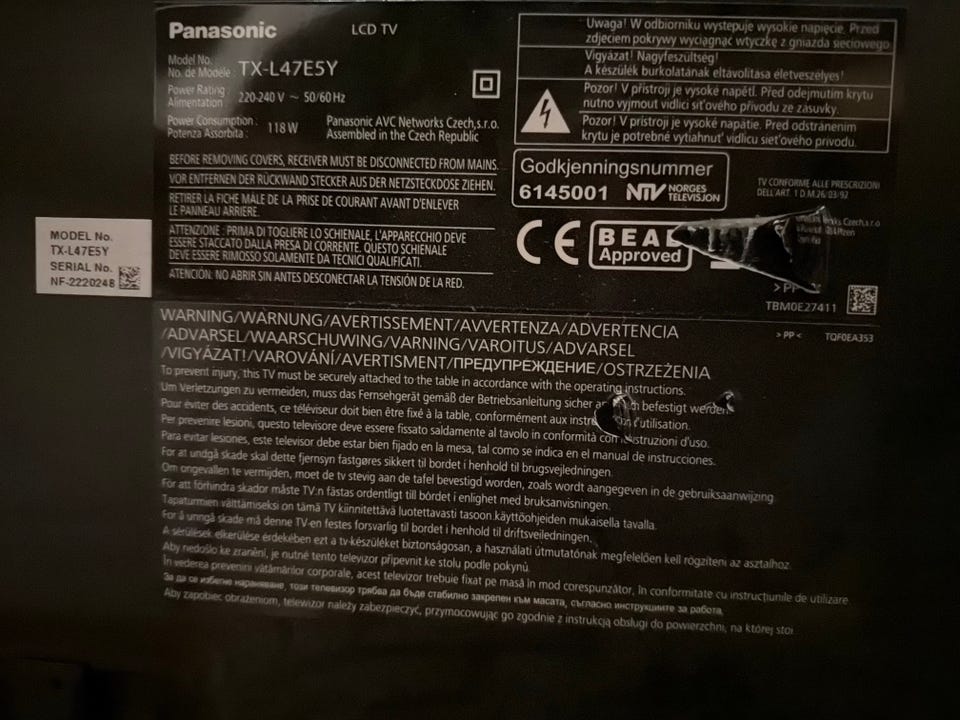 Panasonic
LCD TV
Model No.
No. de Modèle : TX-L47E5Y
Power Rating :
Alimentation : 220-240 V ~ 50/60 Hz
Power Consumption :
Potenza Assorbita : 118 W
Panasonic AVC Networks Czech,s.r.o.
Assembled in the Czech Republic
BEFORE REMOVING COVERS, RECEIVER MUST BE DISCONNECTED FROM MAINS.
VOR ENTFERNEN DER RÜCKWAND STECKER AUS DER NETZSTECKDOSE ZIEHEN.
RETIRER LA FICHE MÂLE DE LA PRISE DE COURANT AVANT D'ENLEVER
LE PANNEAU ARRIERE.
ATTENZIONE : PRIMA DI TOGLIERE LO SCHIENALE, L'APPARECCHIO DEVE
ESSERE STACCATO DALLA PRESA DI CORRENTE. QUESTO SCHIENALE
DEVE ESSERE RIMOSSO SOLAMENTE DA TECNICI QUALIFICATI.
ATENCIÓN: NO ABRIR SIN ANTES DESCONECTAR LA TENSIÓN DE LA RED.
Uwaga! W odbiorniku wystepuje wysokie napięcie. Przed
zdjeciem pokrywy wyciągnąć wtyczkę z gniazda sieciowego
Vigyázat! Nagyfeszültség!
A készülék burkolatának eltávolítása életveszélyes!
Pozor! V přístroji je vysoké napětí. Před odejmutím krytu
nutno vyjmout vidlici síťového přívodu ze zásuvky.
Pozor! V prístroji je vysoké napätie. Pred odstránením
krytu je potrebné vytiahnuť vidlicu sieťového prívodu.
Godkjenningsnummer
6145001 NTV NORGES
TELEVISJON
TV CONFORME ALLE PRESCRIZIONI
DELL'ART. 1 D.M.26/03/92
CE
BEAB
Approved
Czech,s.r.o
>PP
TBM0E27411
MODEL No.
TX-L47E5Y
SERIAL No.
NF-2220248
> PP <
TQF0EA353
WARNING/WARNUNG/AVERTISSEMENT/AVVERTENZA/ADVERTENCIA
/ADVARSEL/WAARSCHUWING/VARNING/VAROITUS/ADVARSEL
/VIGYÁZAT!/VAROVÁNÍ/AVERTISMENT/ПРЕДУПРЕЖДЕНИЕ/OSTRZEŻENIA
To prevent injury, this TV must be securely attached to the table in accordance with the operating instructions.
Um Verletzungen zu vermeiden, muss das Fernsehgerät gemäß der Betriebsanleitung sicher befestigt werden.
Pour éviter des accidents, ce téléviseur doit bien être fixé à la table, conformément aux d'utilisation.
Per prevenire lesioni, questo televisore deve essere fissato saldamente al tavolo in conformità con istruzioni d'uso.
Para evitar lesiones, este televisor debe estar bien fijado en la mesa, tal como se indica en el manual de instrucciones.
For at undgå skade skal dette fjernsyn fastgøres sikkert til bordet i henhold til brugsvejledningen.
Om ongevallen te vermijden, moet de tv stevig aan de tafel bevestigd worden, zoals wordt aangegeven in de gebruiksaanwijzing.
För att förhindra skador måste TV:n fästas ordentligt till bordet i enlighet med bruksanvisningen.
Tapaturmien välttämiseksi on tämä TV kiinnitettävä luotettavasti tasoon käyttöohjeiden mukaisella tavalla.
For å unngå skade må denne TV-en festes forsvarlig til bordet i henhold til driftsveiledningen.
A sérülések elkerülése érdekében ezt a tv-készüléket biztonságosan, a használati útmutatónak megfelelően kell rögzíteni az asztalhoz.
Aby nedošlo ke zranění, je nutné tento televizor připevnit ke stolu podle pokynů.
În vederea prevenirii vătămărilor corporale, acest televizor trebuie fixat pe masă în mod corespunzător, în conformitate cu instrucţiunile de utilizare.
За да се избегне нараняване, този телевизор трябва да бъде стабилно закрепен към масата, съгласно инструкциите за работа.
Aby zapobiec obrażeniom, telewizor należy zabezpieczyć, przymocowując go zgodnie z instrukcją obsługi do powierzchni, na której stoi